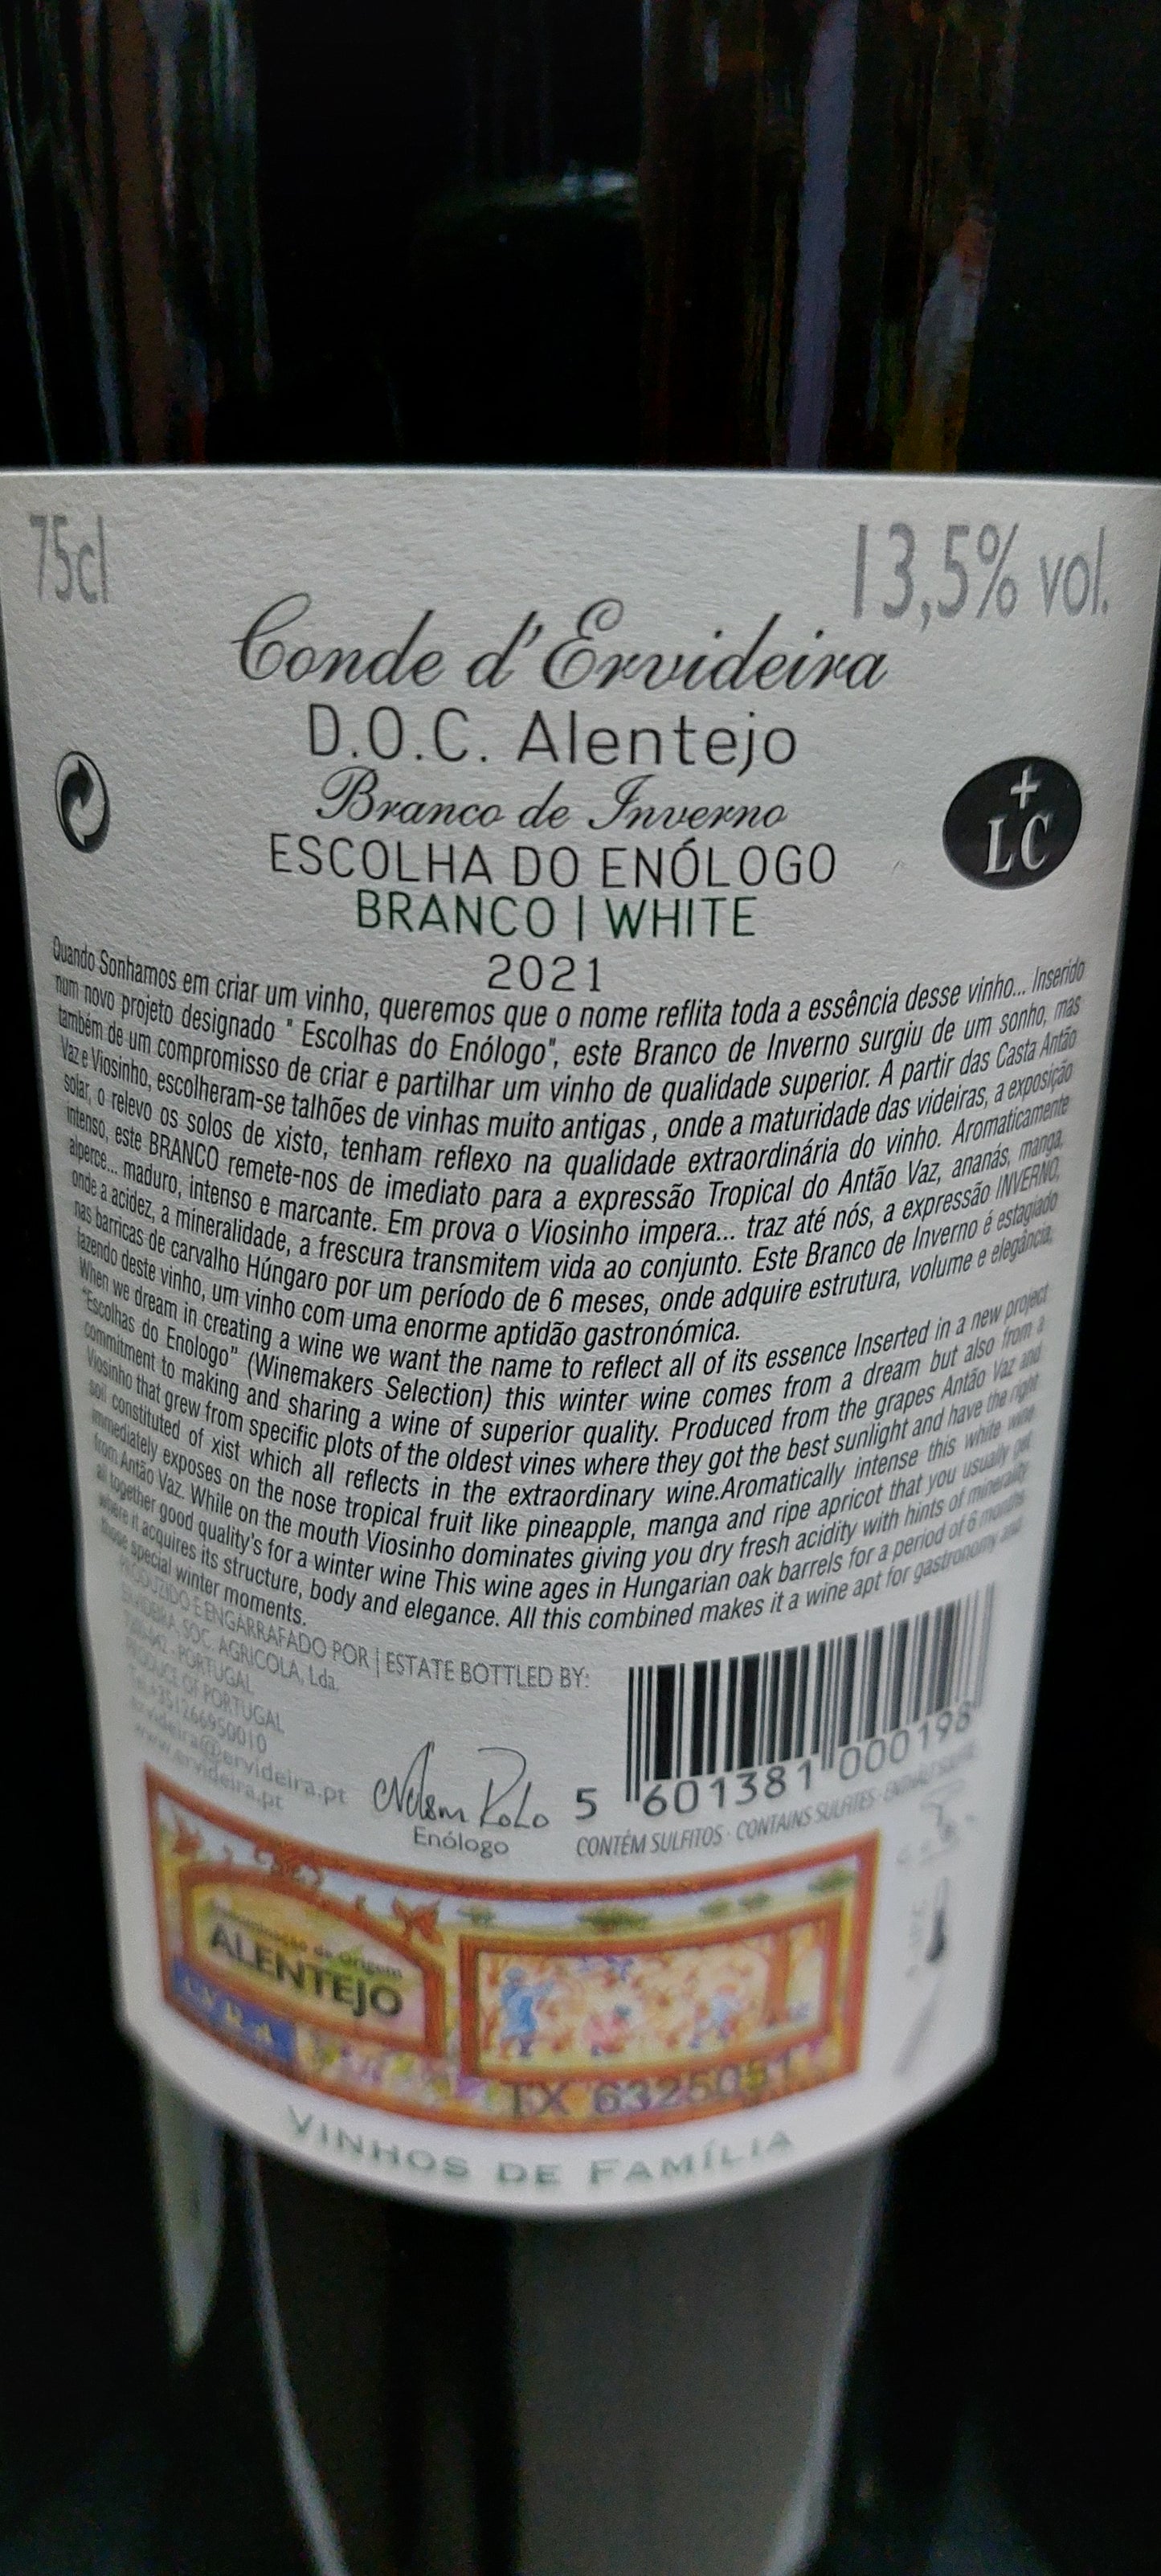 75cl
13,5% vol.
Conde d'Ervideira
D.O.C. Alentejo
Branco de Inverno
ESCOLHA DO ENÓLOGO
BRANCO | WHITE
2021
+
LC
Quando Sonhamos em criar um vinho, queremos que o nome reflita toda a essência desse vinho... Inserido
num novo projeto designado " Escolhas do Enólogo", este Branco de Inverno surgiu de um sonho, mas
também de um compromisso de criar e partilhar um vinho de qualidade superior. A partir das Casta Antão
Vaz e Viosinho, escolheram-se talhões de vinhas muito antigas , onde a maturidade das videiras, a exposição
solar, o relevo os solos de xisto, tenham reflexo na qualidade extraordinária do vinho. Aromaticamente
intenso, este BRANCO remete-nos de imediato para a expressão Tropical do Antão Vaz, ananás, manga,
alperce... maduro, intenso e marcante. Em prova o Viosinho impera... traz até nós, a expressão INVERNO,
onde a acidez, a mineralidade, a frescura transmitem vida ao conjunto. Este Branco de Inverno é estagiado
nas barricas de carvalho Húngaro por um período de 6 meses, onde adquire estrutura, volume e elegância,
fazendo deste vinho, um vinho com uma enorme aptidão gastronómica.
When we dream in creating a wine we want the name to reflect all of its essence Inserted in a new project
"Escolhas do Enologo" (Winemakers Selection) this winter wine comes from a dream but also from a
commitment to making and sharing a wine of superior quality. Produced from the grapes Antão Vaz and
Viosinho that grew from specific plots of the oldest vines where they got the best sunlight and have the right
soil constituted of xist which all reflects in the extraordinary wine.Aromatically intense this white wine
immediately exposes on the nose tropical fruit like pineapple, manga and ripe apricot that you usually get
from Antão Vaz. While on the mouth Viosinho dominates giving you dry fresh acidity with hints of minerality
all together good quality's for a winter wine This wine ages in Hungarian oak barrels for a period of 6 months
where it acquires its structure, body and elegance. All this combined makes it a wine apt for gastronomy and
those special winter moments.
PRODUZIDO E ENGARRAFADO POR | ESTATE BOTTLED BY:
ERVIDEIRA, SOC. AGRICOLA, Lda.
PORTUGAL
PRODUCE OF PORTUGAL
+351266950010
ervideira@ervideira.pt
www.ervideira.pt
Nelson Rolo
Enólogo
5 601381 000198
CONTÉM SULFITOS · CONTAINS SULFITES ·
Denominação de Origem
ALENTEJO
CVRA
TX 6325051
VINHOS DE FAMÍLIA